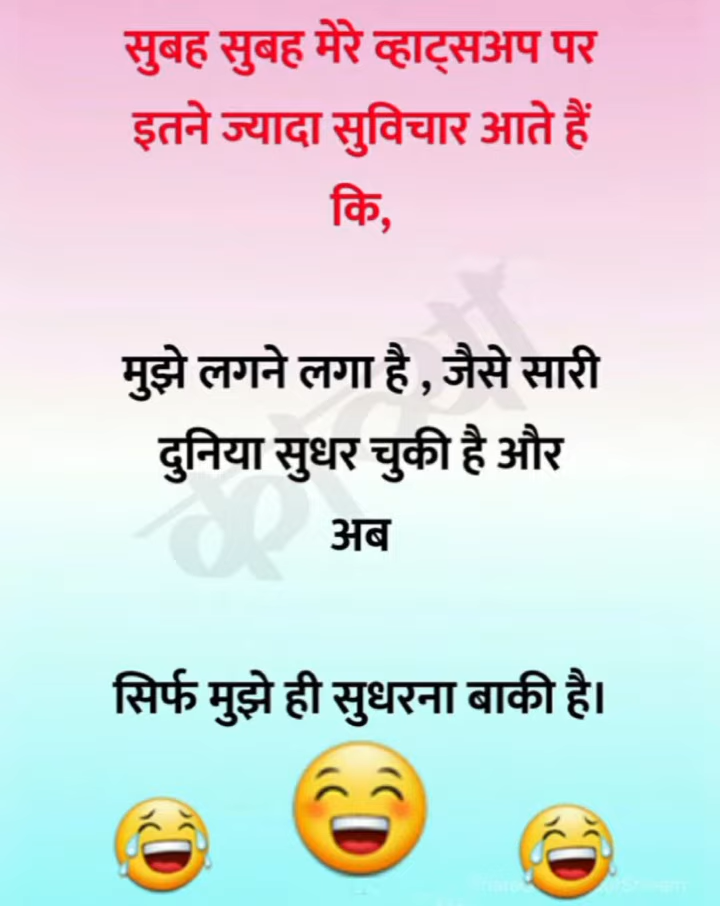 सुबह सुबह मेरे व्हाट्सअप पर
इतने ज्यादा सुविचार आते हैं
कि,
मुझे लगने लगा है , जैसे सारी
दुनिया सुधर चुकी है और
अब
सिर्फ मुझे ही सुधरना बाकी है।